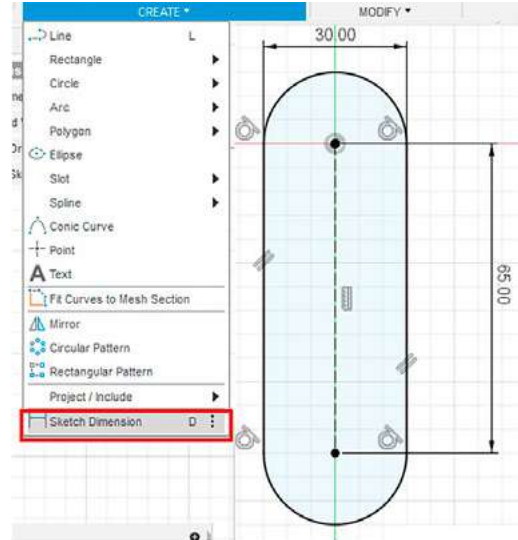 CREATE
MODIFY
Line L
Rectangle
Circle
Arc
Polygon
Ellipse
Slot
Spline
Conic Curve
Point
Text
Fit Curves to Mesh Section
Mirror
Circular Pattern
Rectangular Pattern
Project / Include
Sketch Dimension D
30.00
65.00